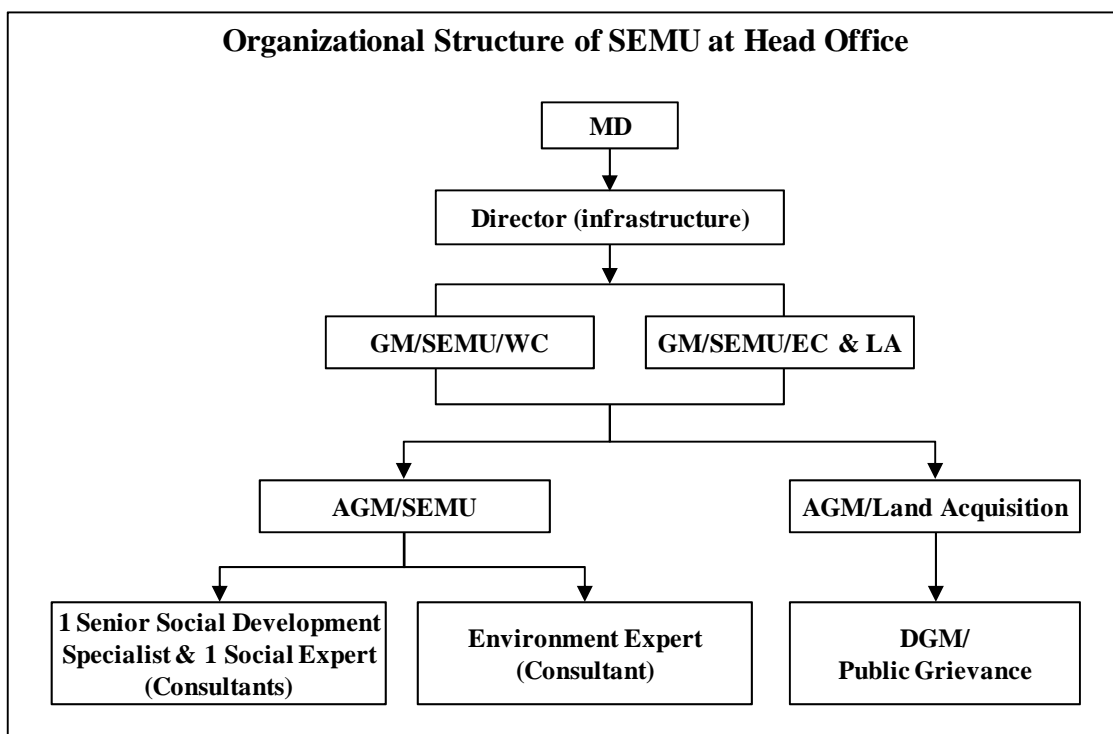 Organizational Structure of SEMU at Head Office
MD
Director (infrastructure)
GM/SEMU/WC
GM/SEMU/EC & LA
AGM/SEMU
AGM/Land Acquisition
1 Senior Social Development
Specialist & 1 Social Expert
(Consultants)
Environment Expert
(Consultant)
DGM/
Public Grievance